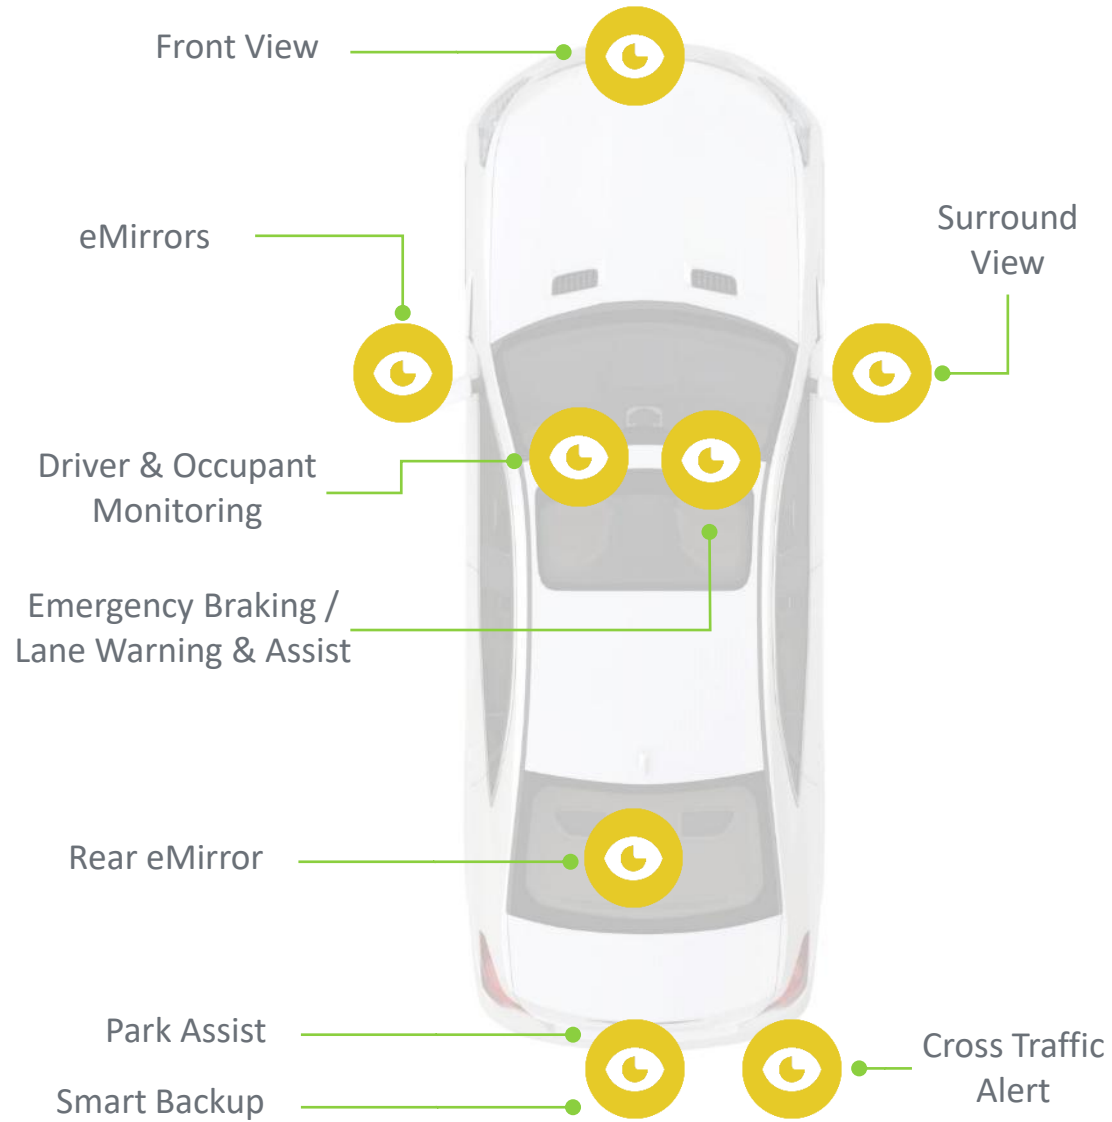 Front View
eMirrors
Surround
View
Driver & Occupant
Monitoring
Emergency Braking /
Lane Warning & Assist
Rear eMirror
Park Assist
Cross Traffic
Alert
Smart Backup